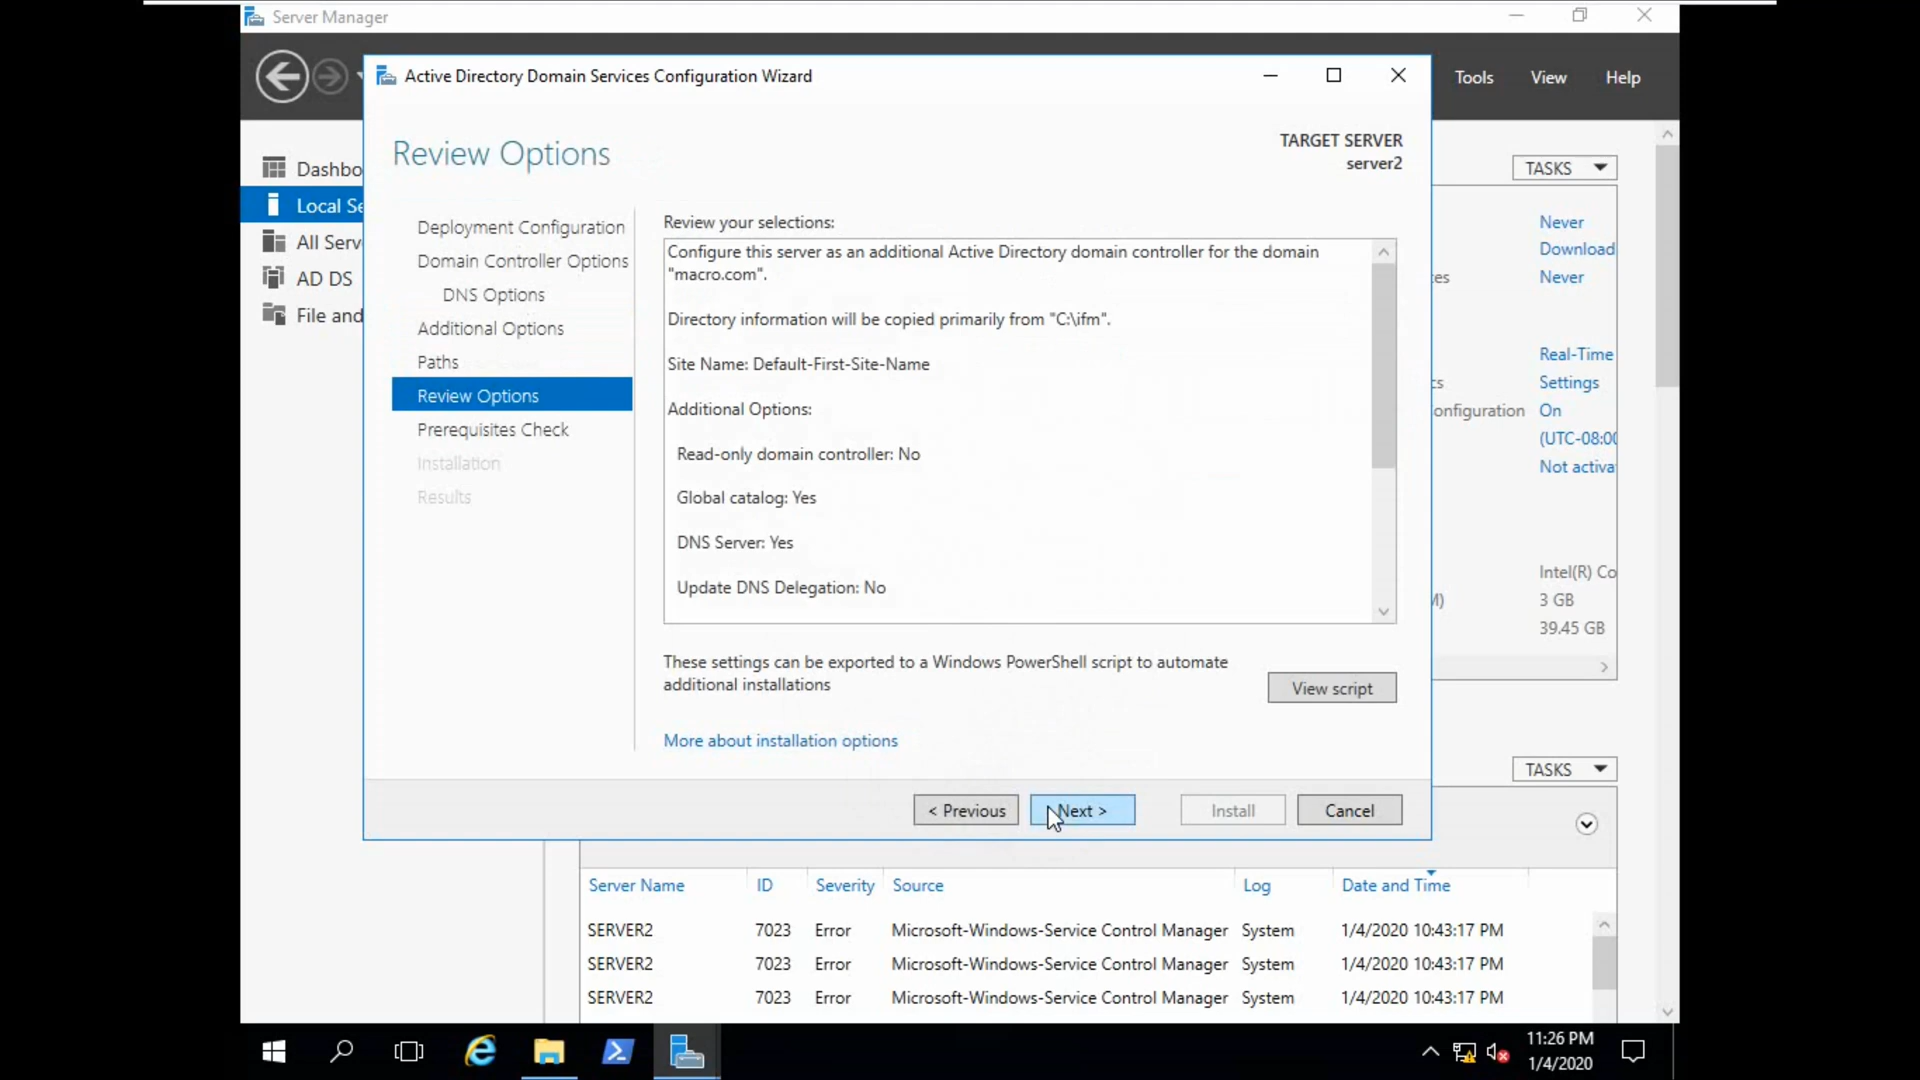 Server Manager
Tools
View
Help
Active Directory Domain Services Configuration Wizard
Review Options
TARGET SERVER
server2
Dashbo
Local Se
All Serv
AD DS
File and
Deployment Configuration
Domain Controller Options
DNS Options
Additional Options
Paths
Review Options
Prerequisites Check
Installation
Results
Review your selections:
Configure this server as an additional Active Directory domain controller for the domain
"macro.com".
Directory information will be copied primarily from "C:\ifm".
Site Name: Default-First-Site-Name
Additional Options:
Read-only domain controller: No
Global catalog: Yes
DNS Server: Yes
Update DNS Delegation: No
These settings can be exported to a Windows PowerShell script to automate
additional installations
View script
More about installation options
< Previous
Next >
Install
Cancel
TASKS
Never
Download
es
Never
Real-Time
cs
Settings
onfiguration
On
(UTC-08:00
Not activa
Intel(R) Co
M)
3 GB
39.45 GB
TASKS
Server Name
ID
Severity
Source
Log
Date and Time
SERVER2 7023 Error Microsoft-Windows-Service Control Manager System 1/4/2020 10:43:17 PM
SERVER2 7023 Error Microsoft-Windows-Service Control Manager System 1/4/2020 10:43:17 PM
SERVER2 7023 Error Microsoft-Windows-Service Control Manager System 1/4/2020 10:43:17 PM
11:26 PM
1/4/2020